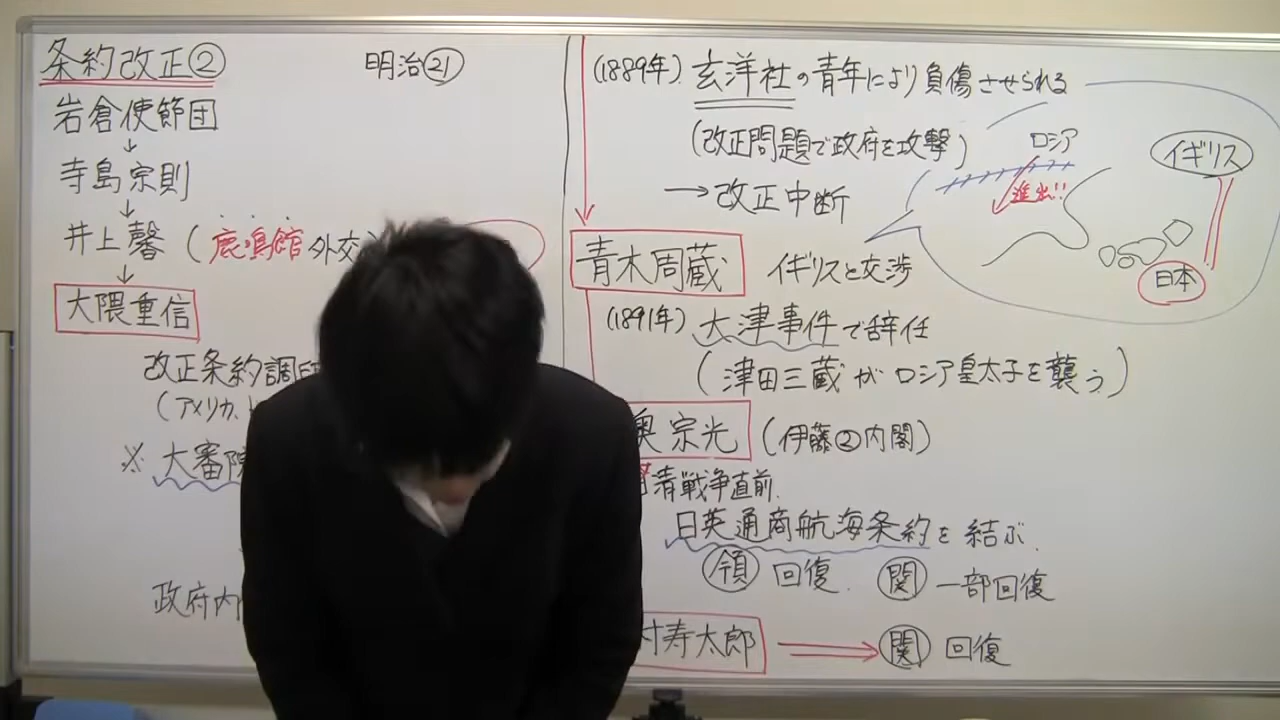 条約改正②
明治㉑
岩倉使節団
↓
寺島宗則
↓
井上馨(鹿鳴館外交)
↓
大隈重信
改正条約調印
(アメリカ、
※大審院
政府内
(1889年).玄洋社の青年により負傷させられる
(改正問題で政府を攻撃)
→改正中断
青木周蔵 イギリスと交渉
(1891年)大津事件で辞任
(津田三蔵がロシア皇太子を襲う)
奥宗光(伊藤②内閣)
清戦争直前.
日英通商航海条約を結ぶ.
領 回復. 関 一部回復
村寿太郎 → 関 回復
ロシア
進出!!
イギリス
日本